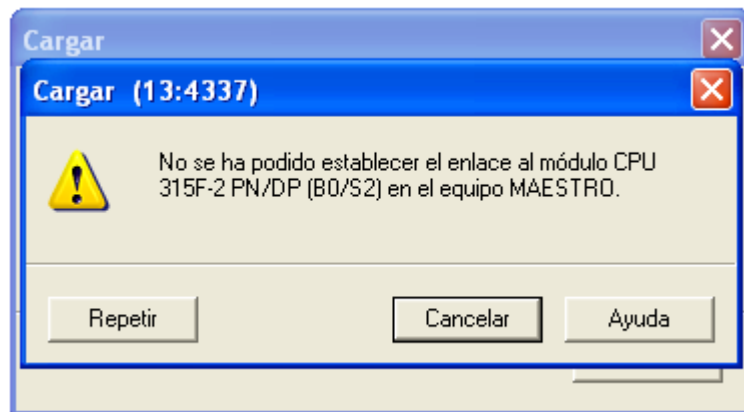 Cargar
Cargar (13:4337)
No se ha podido establecer el enlace al módulo CPU
315F-2 PN/DP (B0/S2) en el equipo MAESTRO.
Repetir
Cancelar
Ayuda